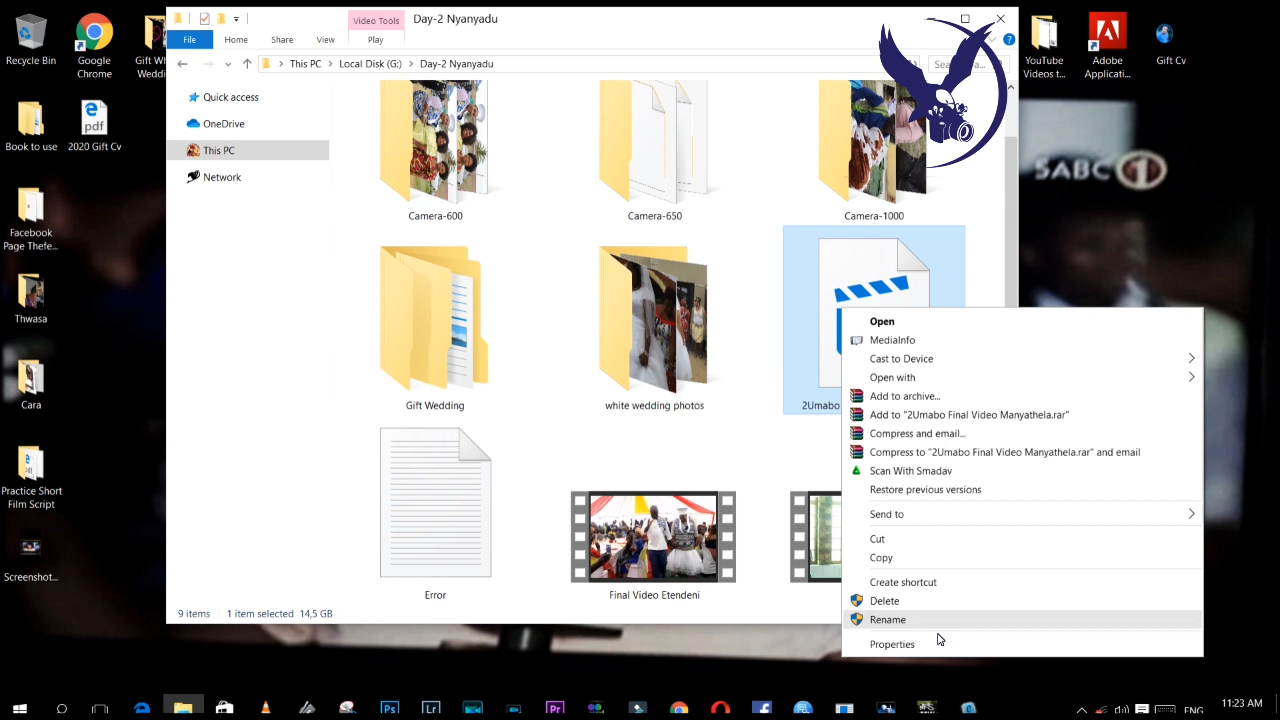 Video Tools
Day-2 Nyanyadu
File
Home
Share
View
Play
This PC
Local Disk (G:)
Day-2 Nyanyadu
Quick access
OneDrive
This PC
Network
Camera-600
Camera-650
Camera-1000
Gift Wedding
white wedding photos
2Umabo
Error
Final Video Etendeni
9 items
1 item selected 14,5 GB
Open
MediaInfo
Cast to Device
Open with
Add to archive...
Add to "2Umabo Final Video Manyathela.rar"
Compress and email...
Compress to "2Umabo Final Video Manyathela.rar" and email
Scan With Smadav
Restore previous versions
Send to
Cut
Copy
Create shortcut
Delete
Rename
Properties
Recycle Bin
Google
Chrome
Gift W
Weddi
Book to use
pdf
2020 Gift Cv
Facebook
Page Thefe...
Thwasa
Cara
Practice Short
Film Script
Screenshot...
YouTube
Videos t...
Adobe
Applicati...
Gift Cv
SABC 1
Ps
Lr
Pr
ENG
11:23 AM